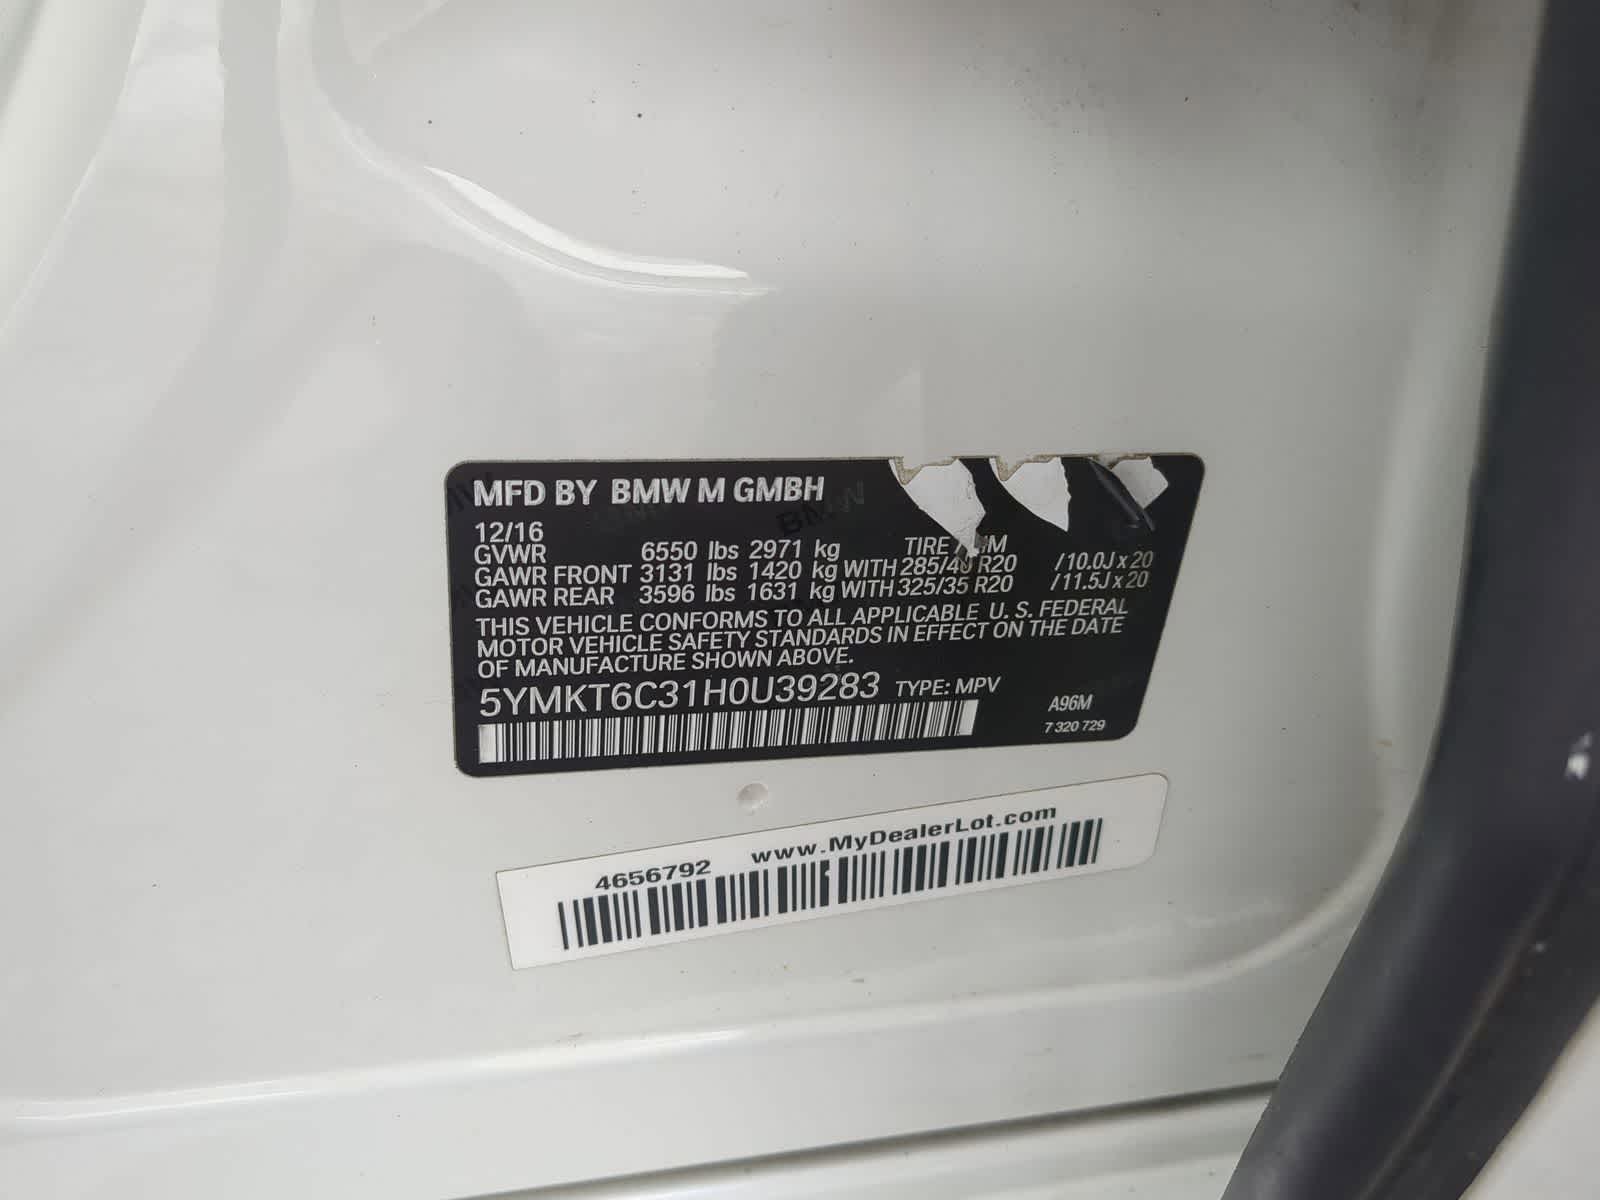 MFD BY BMW M GMBH
12/16
GVWR 6550 lbs 2971 kg TIRE
GAWR FRONT 3131 lbs 1420 kg WITH 285/40 R20 /10.0J x 20
GAWR REAR 3596 lbs 1631 kg WITH 325/35 R20 /11.5J x 20
THIS VEHICLE CONFORMS TO ALL APPLICABLE U. S. FEDERAL
MOTOR VEHICLE SAFETY STANDARDS IN EFFECT ON THE DATE
OF MANUFACTURE SHOWN ABOVE.
5YMKT6C31H0U39283 TYPE: MPV
A96M
7 320 729
4656792 www.MyDealerLot.com